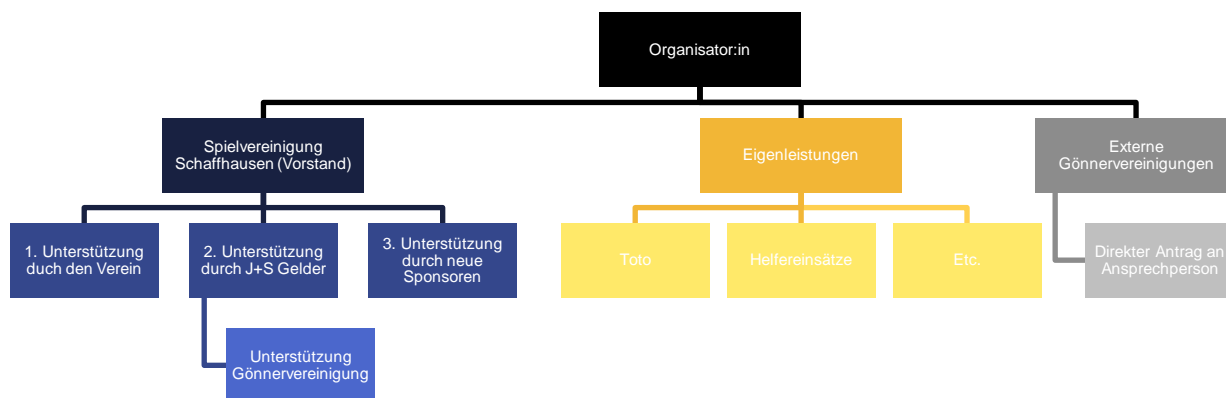 Organisator:in
Spielvereinigung
Schaffhausen (Vorstand)
Eigenleistungen
Externe
Gönnervereinigungen
1. Unterstützung
duch den Verein
2. Unterstützung
durch J+S Gelder
3. Unterstützung
durch neue
Sponsoren
Toto
Helfereinsätze
Etc.
Direkter Antrag an
Ansprechperson
Unterstützung
Gönnervereinigung